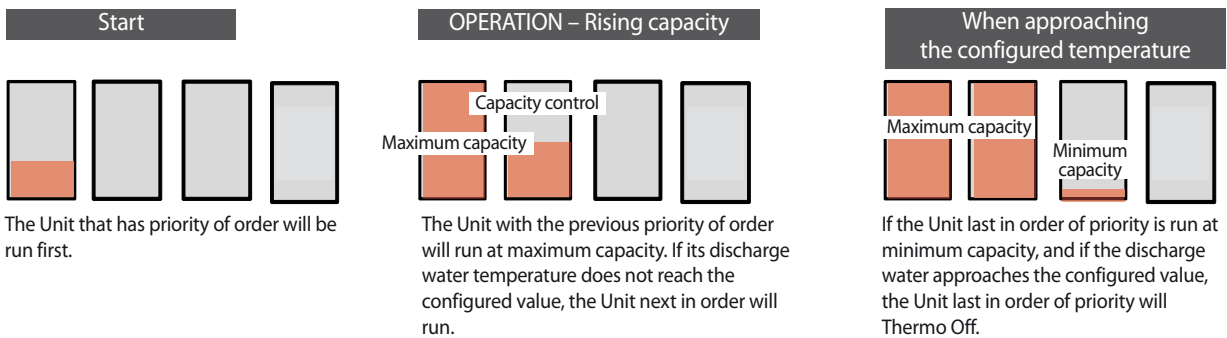 Start
The Unit that has priority of order will be
run first.
OPERATION – Rising capacity
Capacity control
Maximum capacity
The Unit with the previous priority of order
will run at maximum capacity. If its discharge
water temperature does not reach the
configured value, the Unit next in order will
run.
When approaching
the configured temperature
Maximum capacity
Minimum
capacity
If the Unit last in order of priority is run at
minimum capacity, and if the discharge
water approaches the configured value,
the Unit last in order of priority will
Thermo Off.